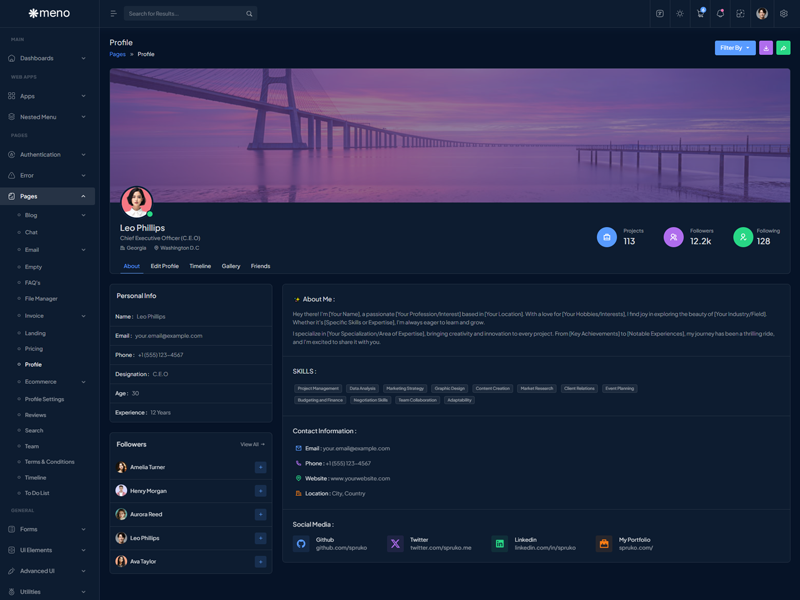 meno
Search for Results...
4
MAIN
Dashboards
WEB APPS
Apps
Nested Menu
PAGES
Authentication
Error
Pages
Blog
Chat
Email
Empty
FAQ's
File Manager
Invoice
Landing
Pricing
Profile
Ecommerce
Profile Settings
Reviews
Search
Team
Terms & Conditions
Timeline
To Do List
GENERAL
Forms
UI Elements
Advanced UI
Utilities
Profile
Pages » Profile
Filter By
Leo Phillips
Chief Executive Officer (C.E.O)
Georgia Washington D.C
Projects
113
Followers
12.2k
Following
128
About Edit Profile Timeline Gallery Friends
Personal Info
Name : Leo Phillips
Email : your.email@example.com
Phone : +1 (555) 123-4567
Designation : C.E.O
Age : 30
Experience : 12 Years
Followers View All
Amelia Turner
Henry Morgan
Aurora Reed
Leo Phillips
Ava Taylor
About Me :
Hey there! I'm [Your Name], a passionate [Your Profession/Interest] based in [Your Location]. With a love for [Your Hobbies/Interests], I find joy in exploring the beauty of [Your Industry/Field].
Whether it's [Specific Skills or Expertise], I'm always eager to learn and grow.
I specialize in [Your Specialization/Area of Expertise], bringing creativity and innovation to every project. From [Key Achievements] to [Notable Experiences], my journey has been a thrilling ride,
and I'm excited to share it with you.
SKILLS :
Project Management Data Analysis Marketing Strategy Graphic Design Content Creation Market Research Client Relations Event Planning
Budgeting and Finance Negotiation Skills Team Collaboration Adaptability
Contact Information :
Email : your.email@example.com
Phone : +1 (555) 123-4567
Website : www.yourwebsite.com
Location : City, Country
Social Media :
Github
github.com/spruko
Twitter
twitter.com/spruko.me
Linkedin
linkedin.com/in/spruko
My Portfolio
spruko.com/